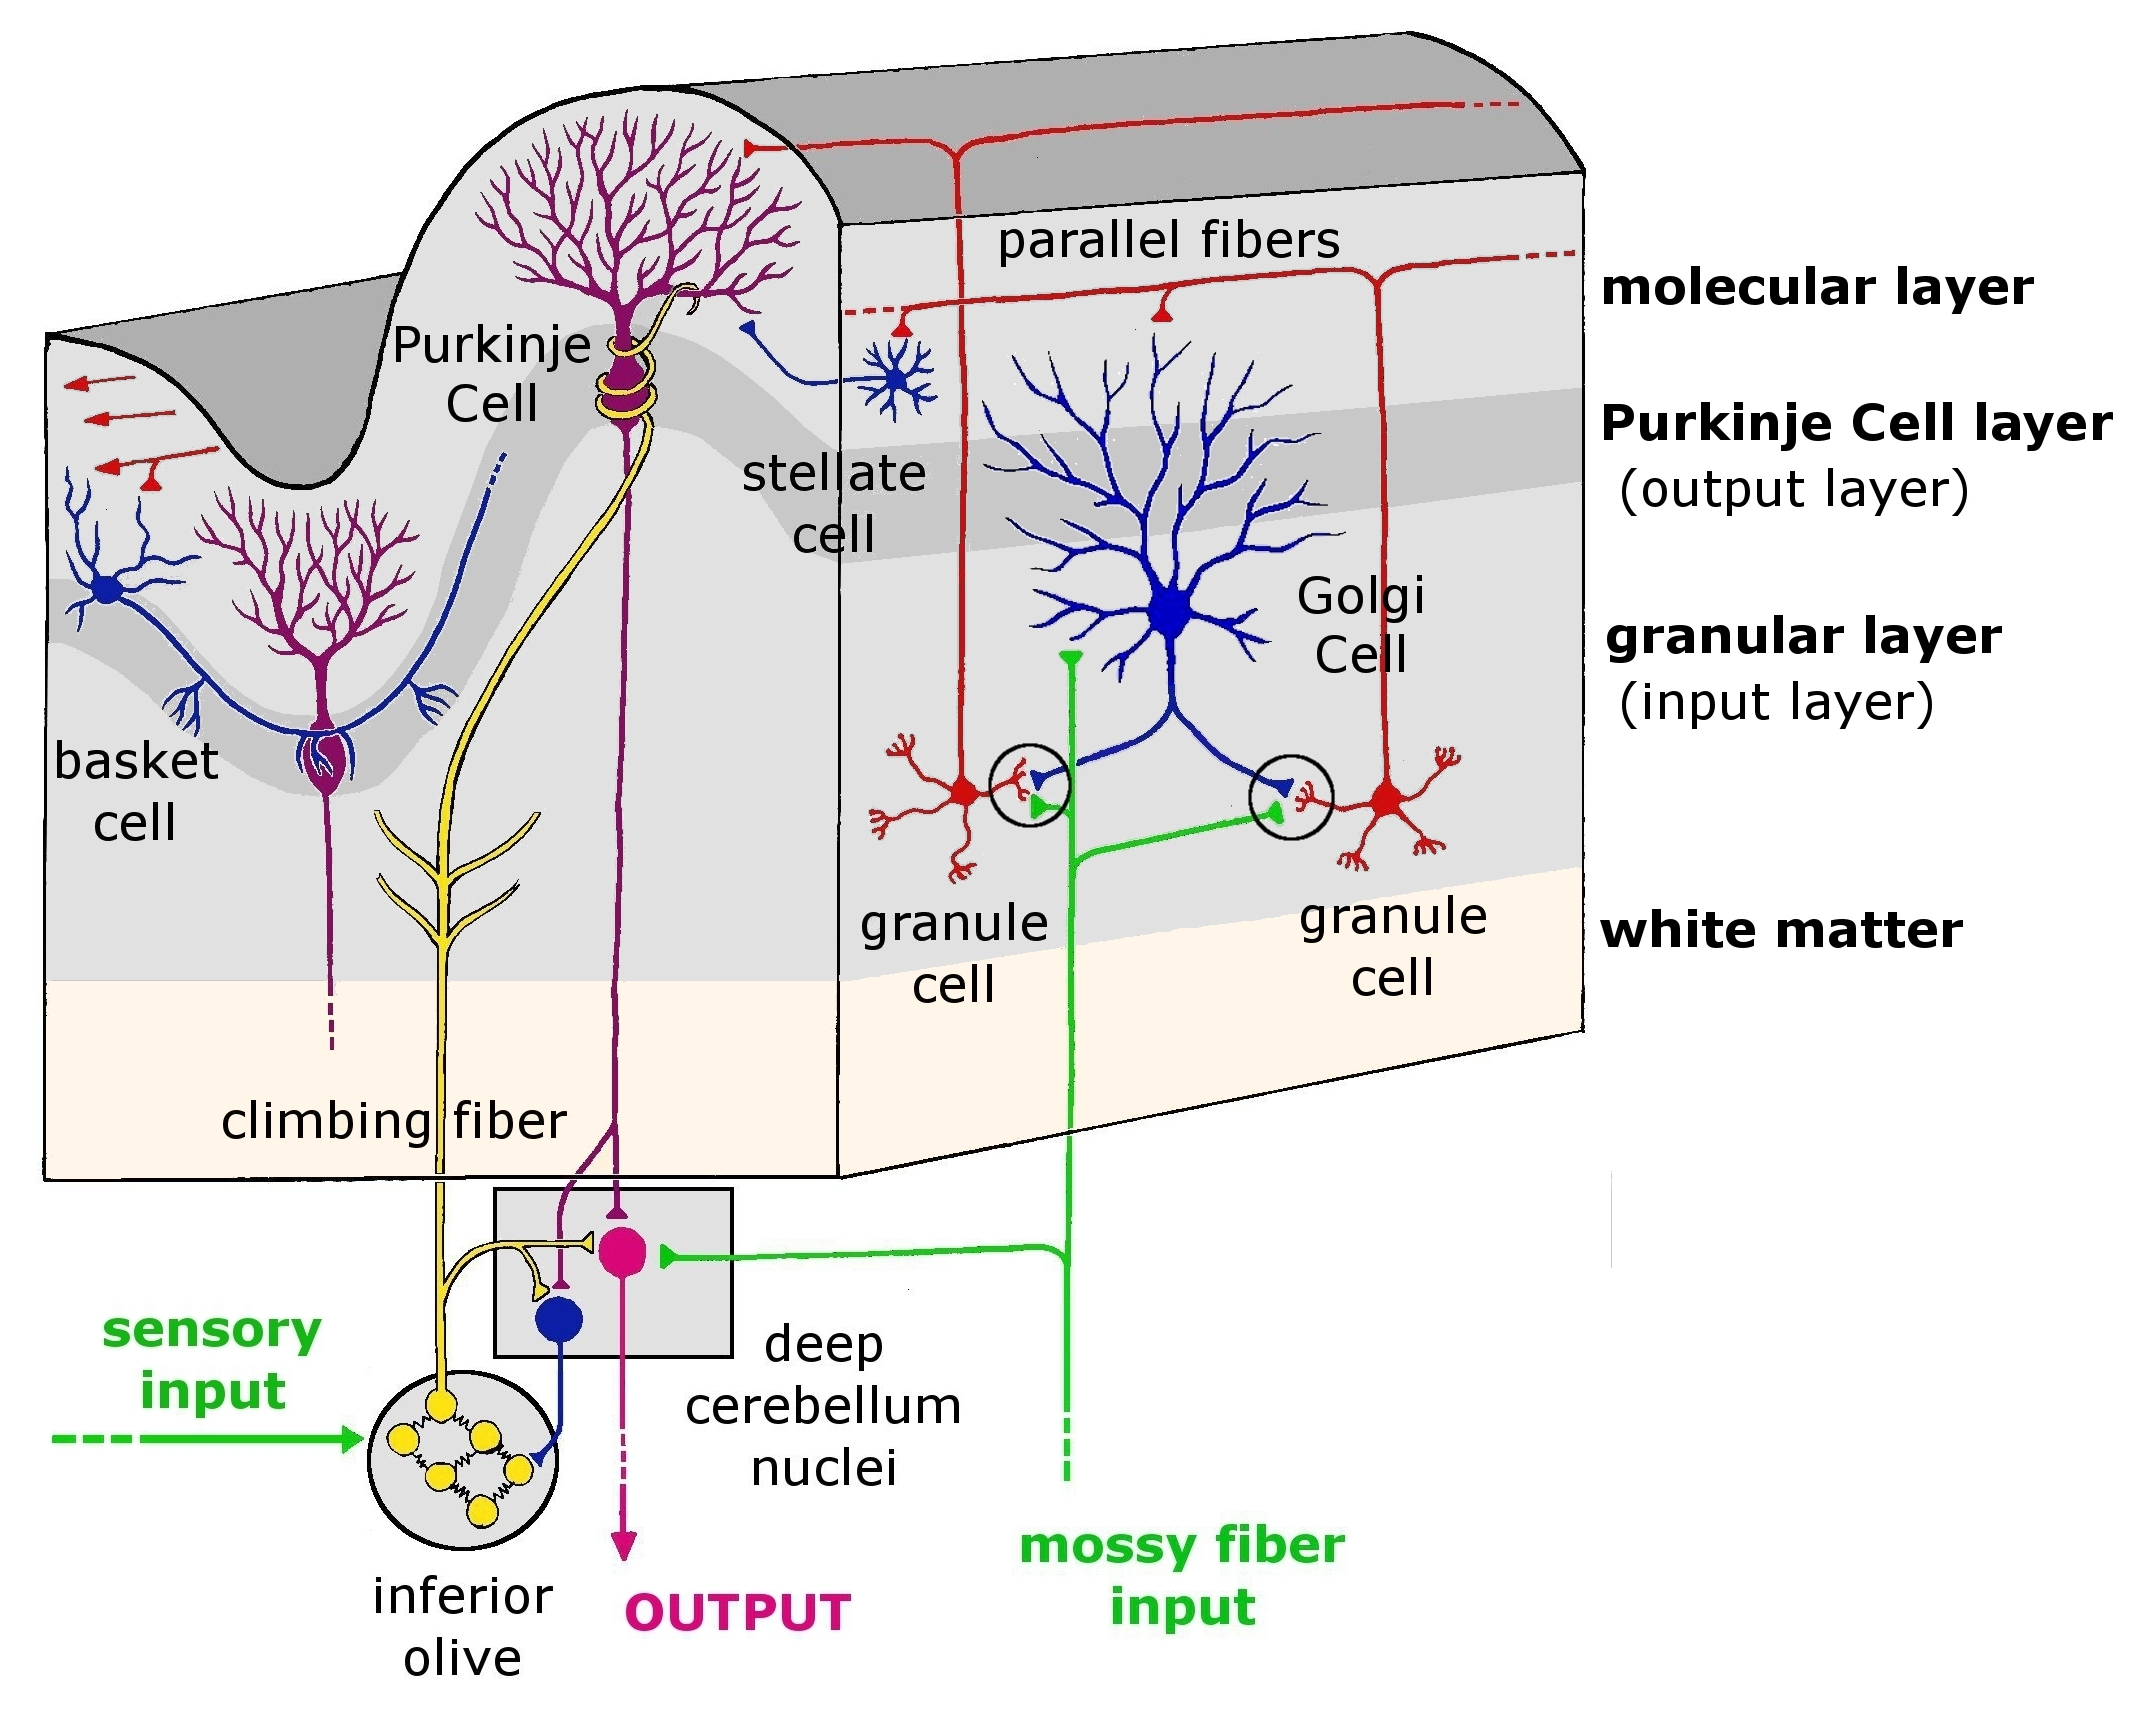 parallel fibers
molecular layer
Purkinje
Cell
Purkinje Cell layer
(output layer)
stellate
cell
Golgi
Cell
granular layer
(input layer)
basket
cell
granule
cell
granule
cell
white matter
climbing fiber
sensory
input
deep
cerebellum
nuclei
mossy fiber
input
inferior
olive
OUTPUT